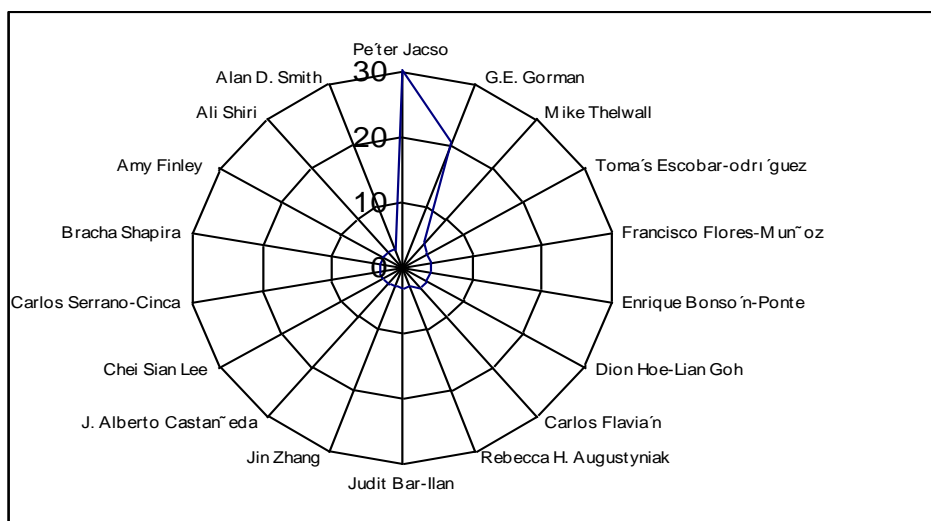 Pe´ter Jacso
30
Alan D. Smith
G.E. Gorman
Ali Shiri
Mike Thelwall
20
Amy Finley
Toma´s Escobar-odrı´guez
10
Bracha Shapira
Francisco Flores-Mun˜oz
0
Carlos Serrano-Cinca
Enrique Bonso´n-Ponte
Chei Sian Lee
Dion Hoe-Lian Goh
J. Alberto Castan˜eda
Carlos Flavia´n
Jin Zhang
Rebecca H. Augustyniak
Judit Bar-Ilan